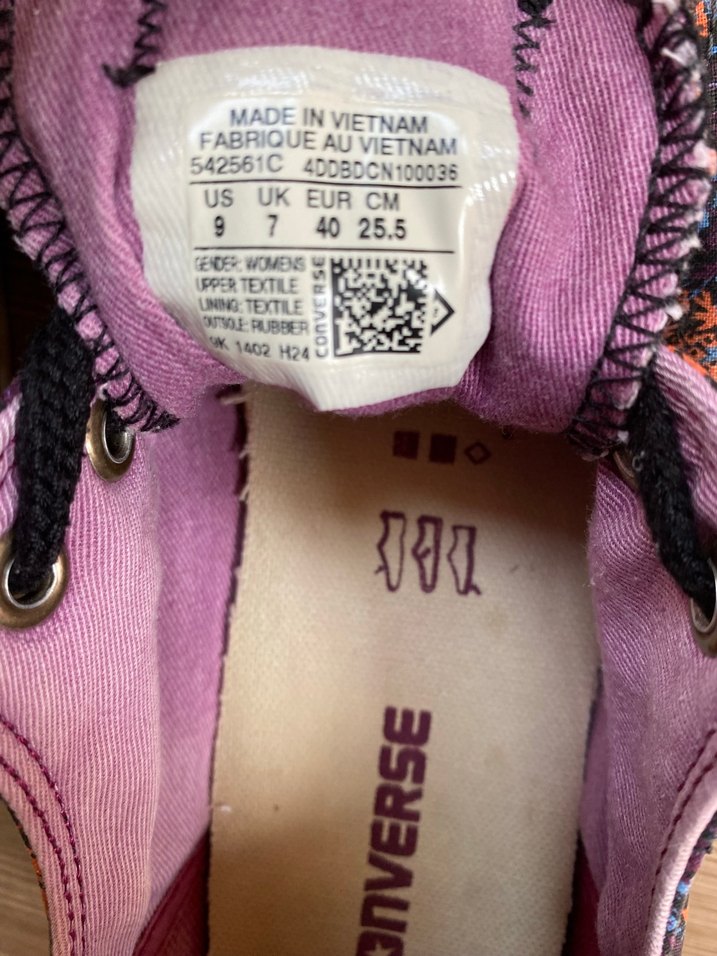 MADE IN VIETNAM
FABRIQUE AU VIETNAM
542561C 4DDBDCN100036
US UK EUR CM
9 7 40 25.5
GENDER: WOMENS
UPPER TEXTILE
LINING: TEXTILE
OUTSOLE: RUBBER
9K 1402 H24
CONVERSE
CONVERSE